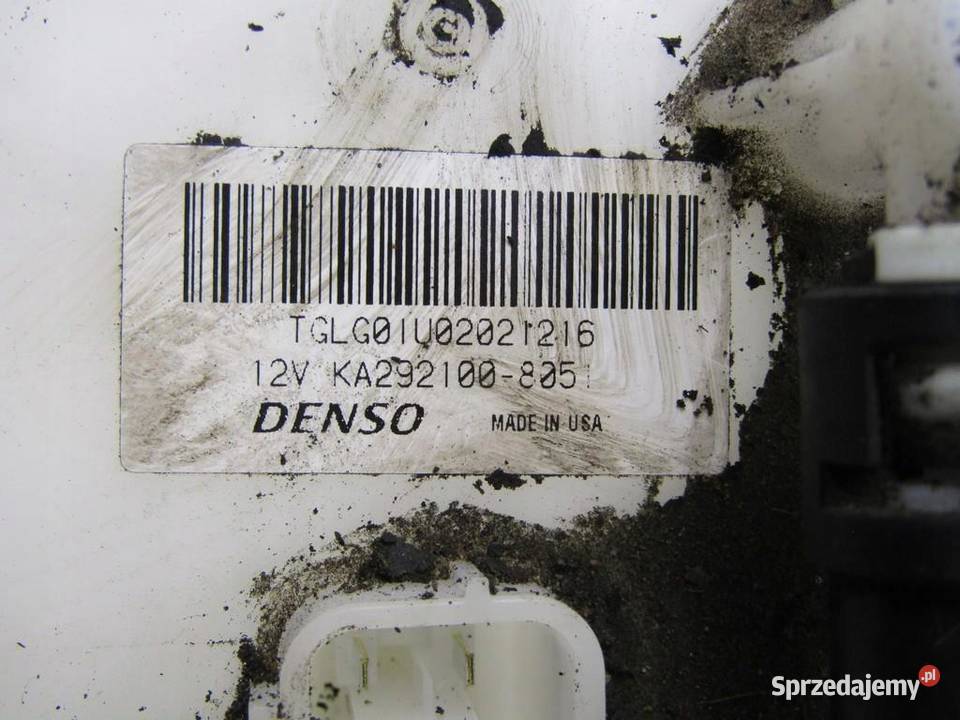 TGLG01U02021216
12V KA292100-8051
DENSO MADE IN USA
Sprzedajemy.pl